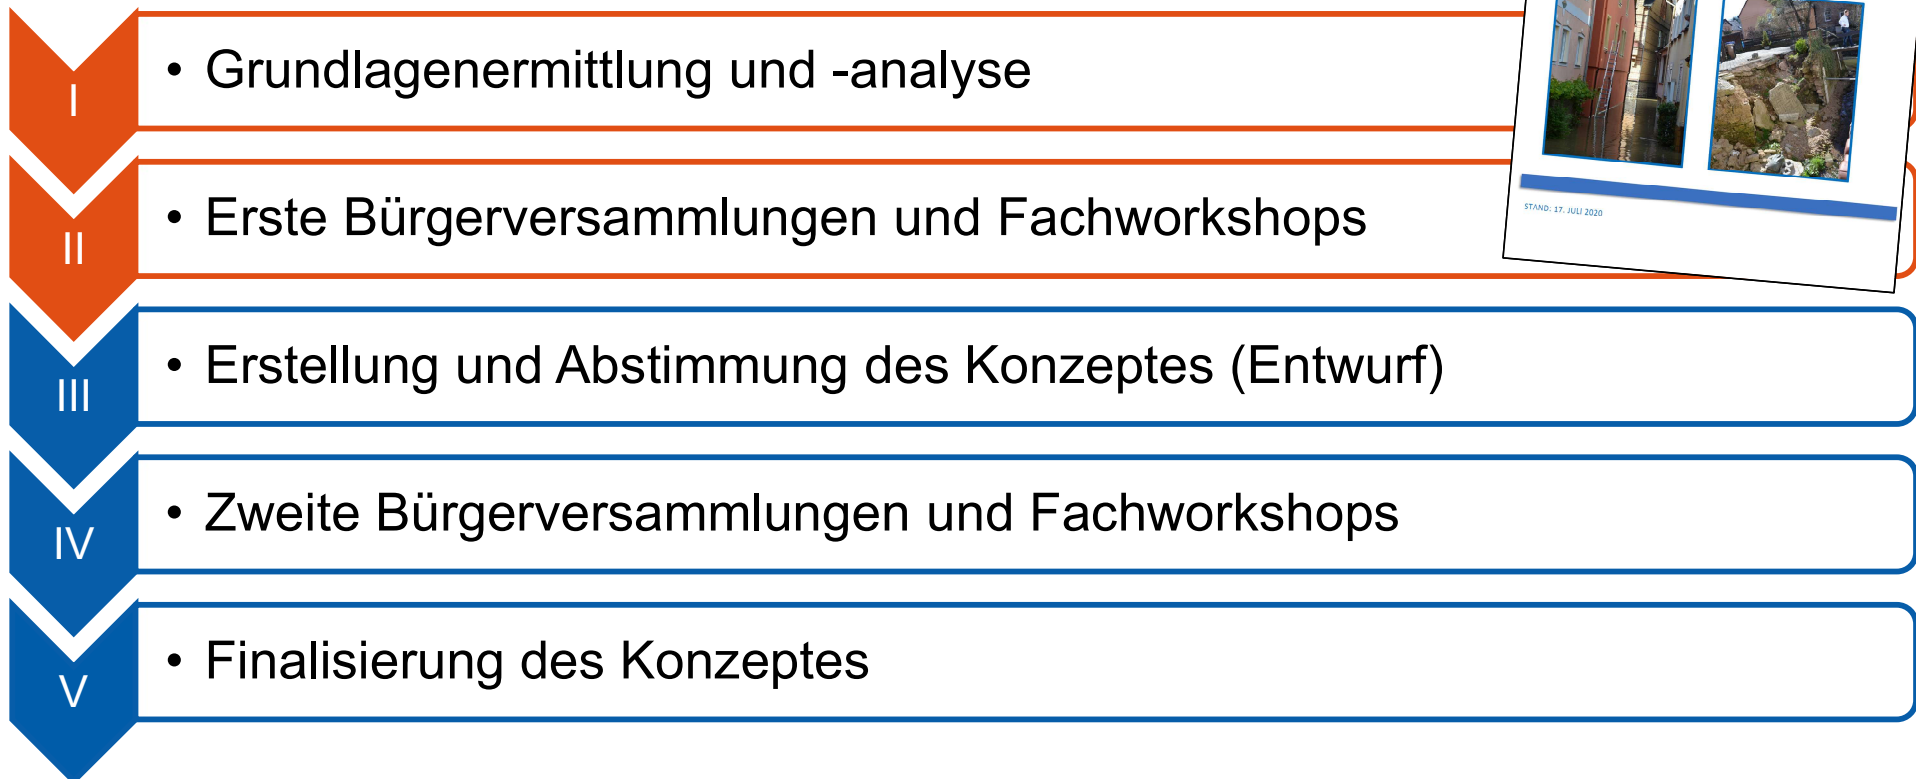 I
• Grundlagenermittlung und -analyse
II
• Erste Bürgerversammlungen und Fachworkshops
STAND: 17. JULI 2020
III
• Erstellung und Abstimmung des Konzeptes (Entwurf)
IV
• Zweite Bürgerversammlungen und Fachworkshops
V
• Finalisierung des Konzeptes